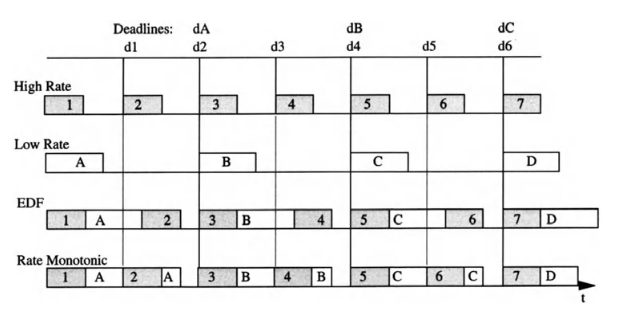 Deadlines: dA dB dC
d1 d2 d3 d4 d5 d6
High Rate
1 2 3 4 5 6 7
Low Rate
A B C D
EDF
1 A 2 3 B 4 5 C 6 7 D
Rate Monotonic
1 A 2 A 3 B 4 B 5 C 6 C 7 D
t